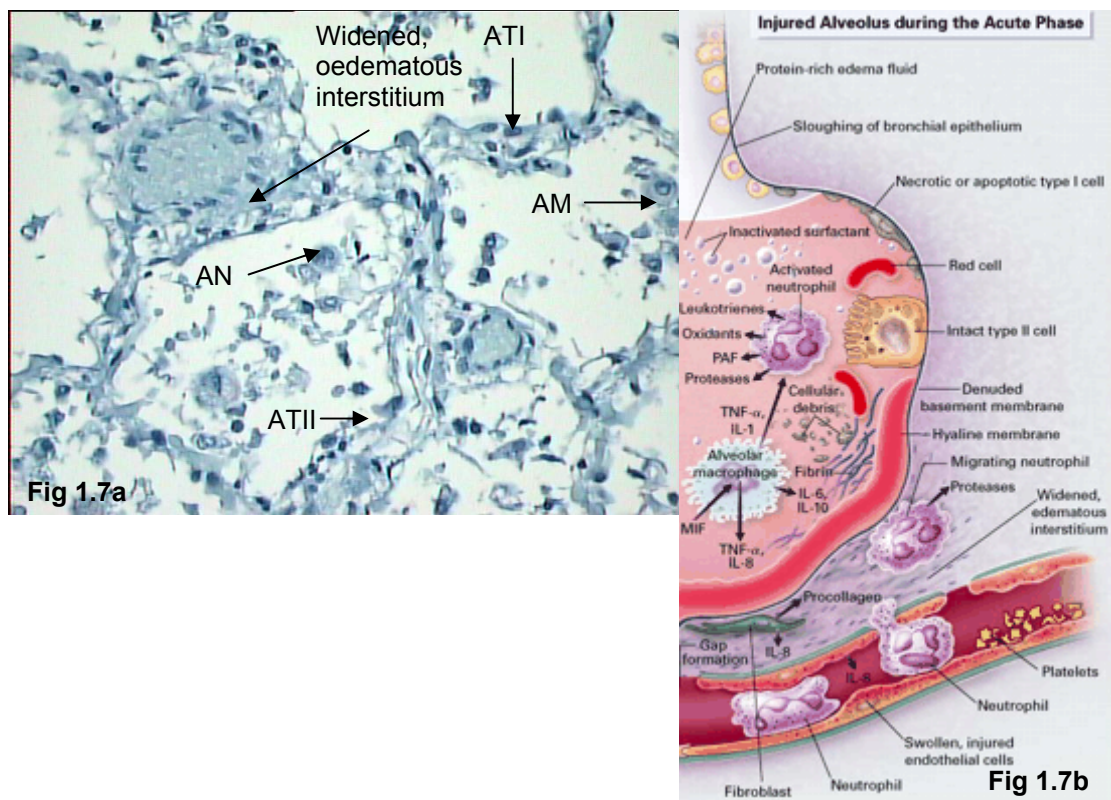 Widened,
oedematous
interstitium
ATI
AM
AN
ATII
Fig 1.7a
Injured Alveolus during the Acute Phase
Protein-rich edema fluid
Sloughing of bronchial epithelium
Necrotic or apoptotic type I cell
Inactivated surfactant
Activated
neutrophil
Red cell
Leukotrienes
Oxidants
PAF
Proteases
Intact type II cell
Cellular
debris
TNF-α,
IL-1
Denuded
basement membrane
Hyaline membrane
Alveolar
macrophage
Fibrin
Migrating neutrophil
Proteases
IL-6,
IL-10
Widened,
edematous
interstitium
MIF
TNF-α,
IL-8
Procollagen
Gap
formation
IL-8
IL-8
Platelets
Neutrophil
Swollen, injured
endothelial cells
Fibroblast
Neutrophil
Fig 1.7b